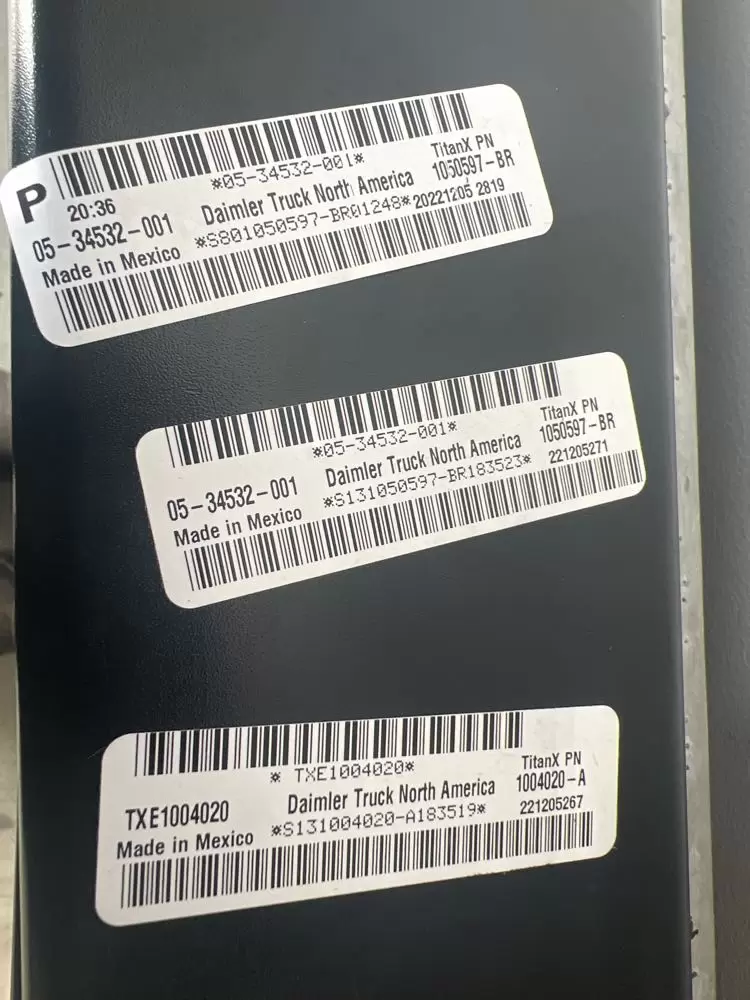 *05-34532-001*
TitanX PN
P
20:36
Daimler Truck North America
1050597-BR
05-34532-001
*S801050597-BR01248*
20221205 2819
Made in Mexico
*05-34532-001*
TitanX PN
05-34532-001
Daimler Truck North America
1050597-BR
Made in Mexico
*S131050597-BR183523*
221205271
* TXE1004020*
TitanX PN
TXE1004020
Daimler Truck North America
1004020-A
Made in Mexico
*S131004020-A183519*
221205267